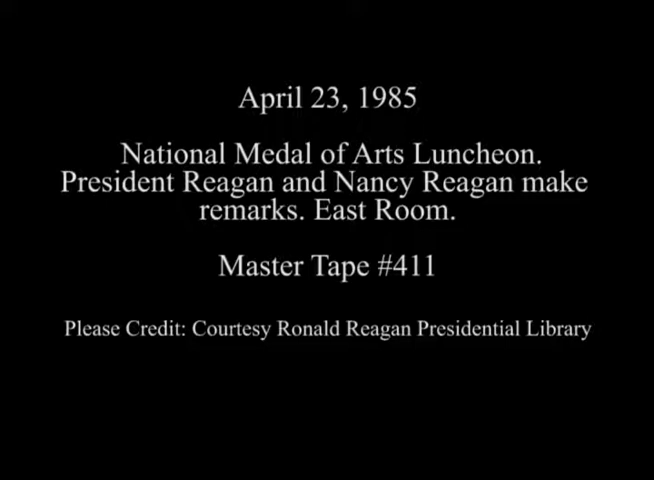 April 23, 1985
National Medal of Arts Luncheon.
President Reagan and Nancy Reagan make
remarks. East Room.
Master Tape #411
Please Credit: Courtesy Ronald Reagan Presidential Library